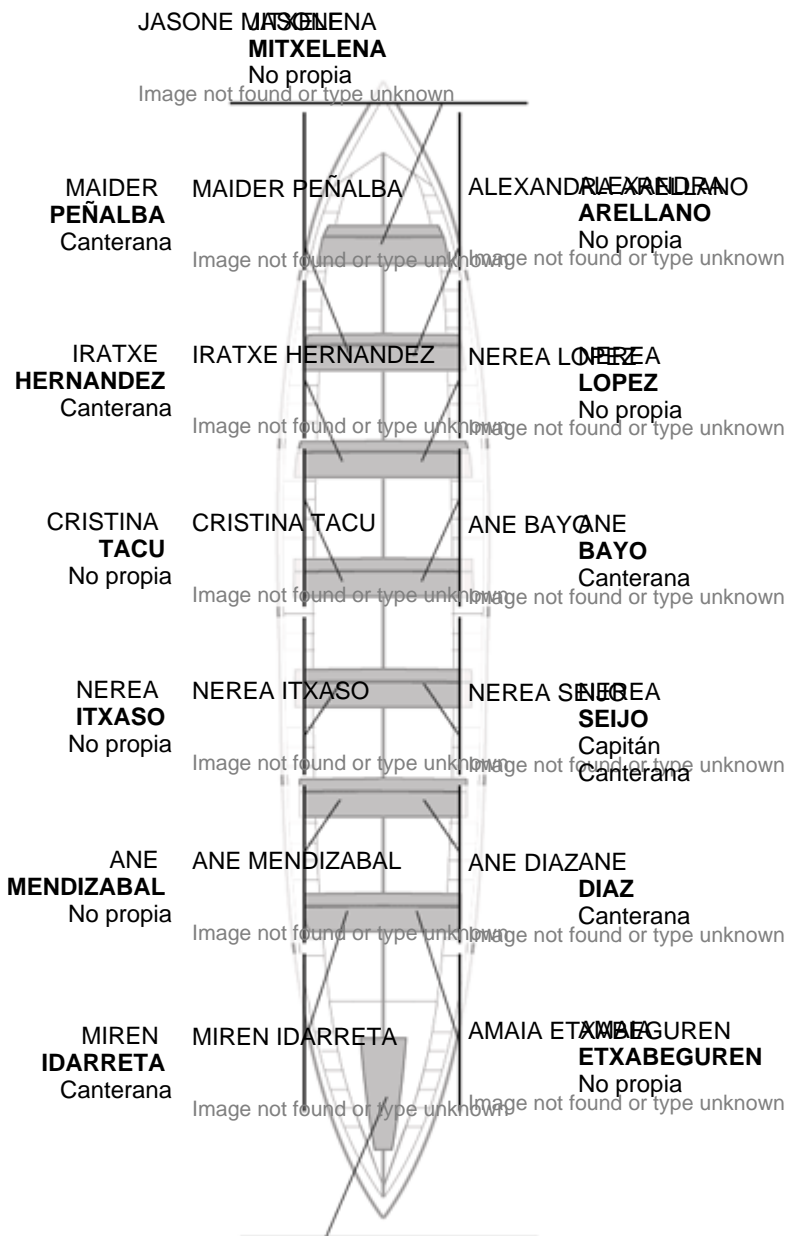 JASONE MITXELENA
JASONE
MITXELENA
No propia
Image not found or type unknown
MAIDER
PEÑALBA
Canterana
MAIDER PEÑALBA
Image not found or type unknown
ALEXANDRA ARELLANO
ALEXANDRA
ARELLANO
No propia
Image not found or type unknown
IRATXE
HERNANDEZ
Canterana
IRATXE HERNANDEZ
Image not found or type unknown
NEREA LOPEZ
NEREA
LOPEZ
No propia
Image not found or type unknown
CRISTINA
TACU
No propia
CRISTINA TACU
Image not found or type unknown
ANE BAYO
ANE
BAYO
Canterana
Image not found or type unknown
NEREA
ITXASO
No propia
NEREA ITXASO
Image not found or type unknown
NEREA SEIJO
NEREA
SEIJO
Capitán
Canterana
Image not found or type unknown
ANE
MENDIZABAL
No propia
ANE MENDIZABAL
Image not found or type unknown
ANE DIAZ
ANE
DIAZ
Canterana
Image not found or type unknown
MIREN
IDARRETA
Canterana
MIREN IDARRETA
Image not found or type unknown
AMAIA ETXABEGUREN
AMAIA
ETXABEGUREN
No propia
Image not found or type unknown